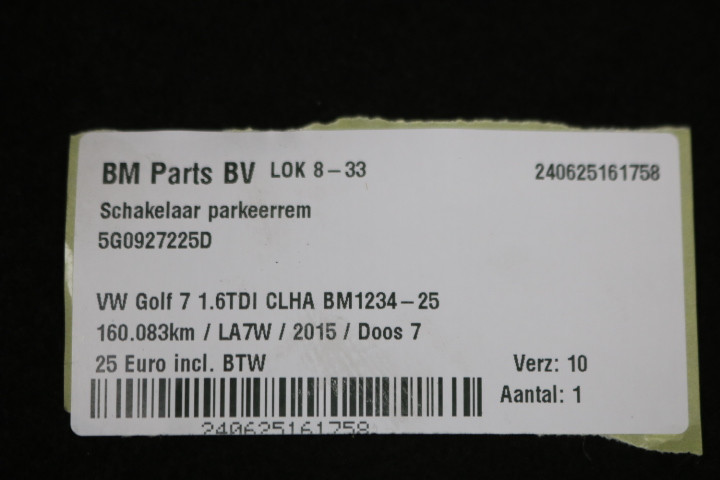 BM Parts BV LOK 8-33 240625161758
Schakelaar parkeerrem
5G0927225D
VW Golf 7 1.6TDI CLHA BM1234-25
160.083km / LA7W / 2015 / Doos 7
25 Euro incl. BTW Verz: 10
Aantal: 1
240625161758